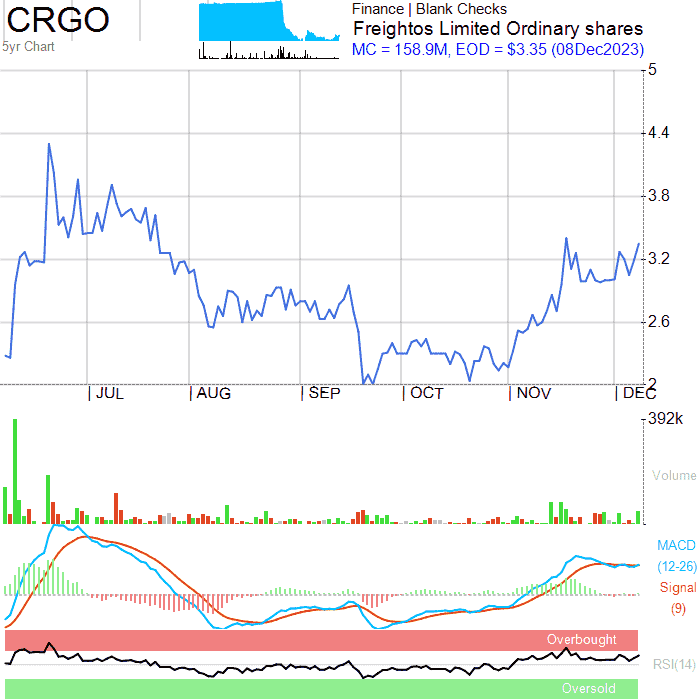 CRGO
5yr Chart
Finance | Blank Checks
Freightos Limited Ordinary shares
MC = 158.9M, EOD = $3.35 (08Dec2023)
5
4.4
3.8
3.2
2.6
2
JUL
AUG
SEP
OCT
NOV
DEC
392k
Volume
MACD
(12-26)
Signal
(9)
Overbought
RSI(14)
Oversold